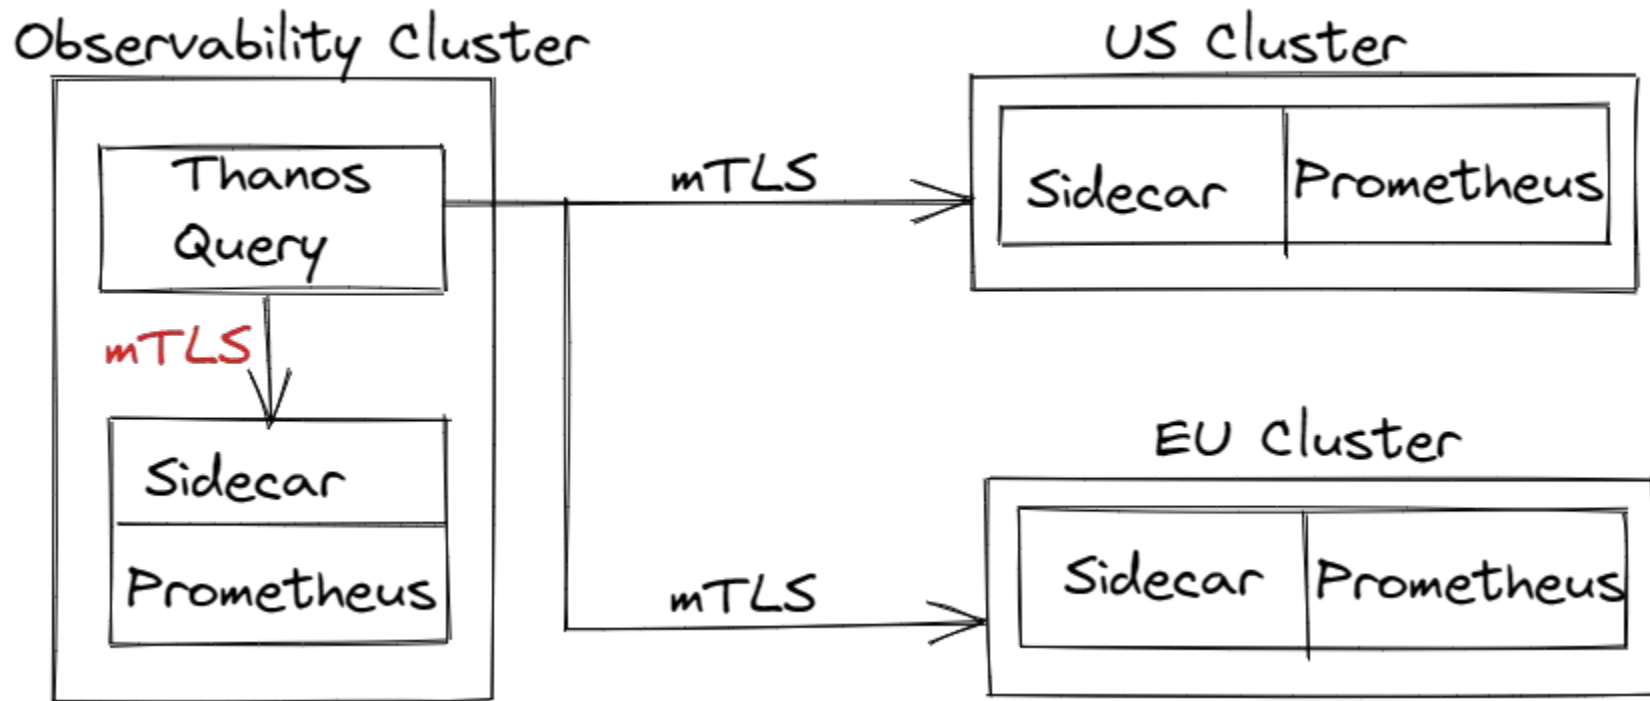 Observability Cluster
US Cluster
Thanos
Query
mTLS
Sidecar
Prometheus
mTLS
Sidecar
Prometheus
EU Cluster
mTLS
Sidecar
Prometheus